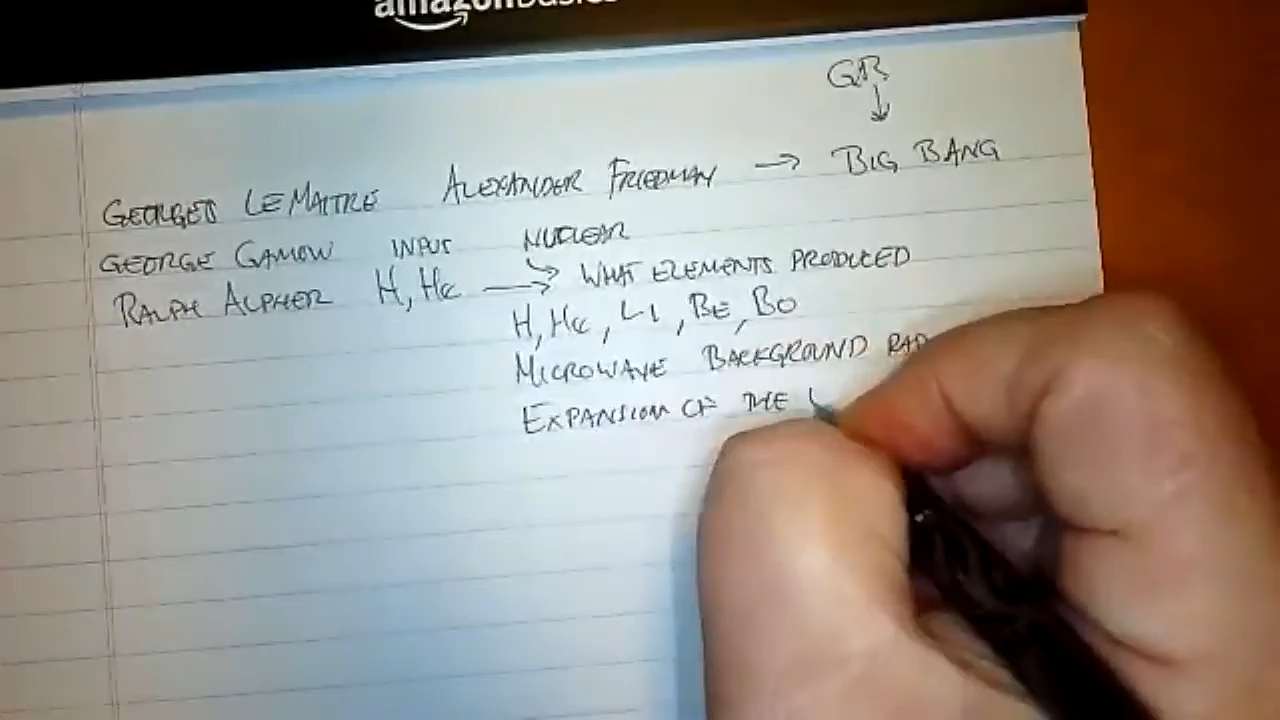 amazonbasics
GR
↓
GEORGES LEMAITRE ALEXANDER FRIEDMAN → BIG BANG
GEORGE GAMOW INPUT NUCLEAR
RALPH ALPHER H, He → WHAT ELEMENTS PRODUCED
H, He, LI, BE, BO
MICROWAVE BACKGROUND RAD
EXPANSION OF THE